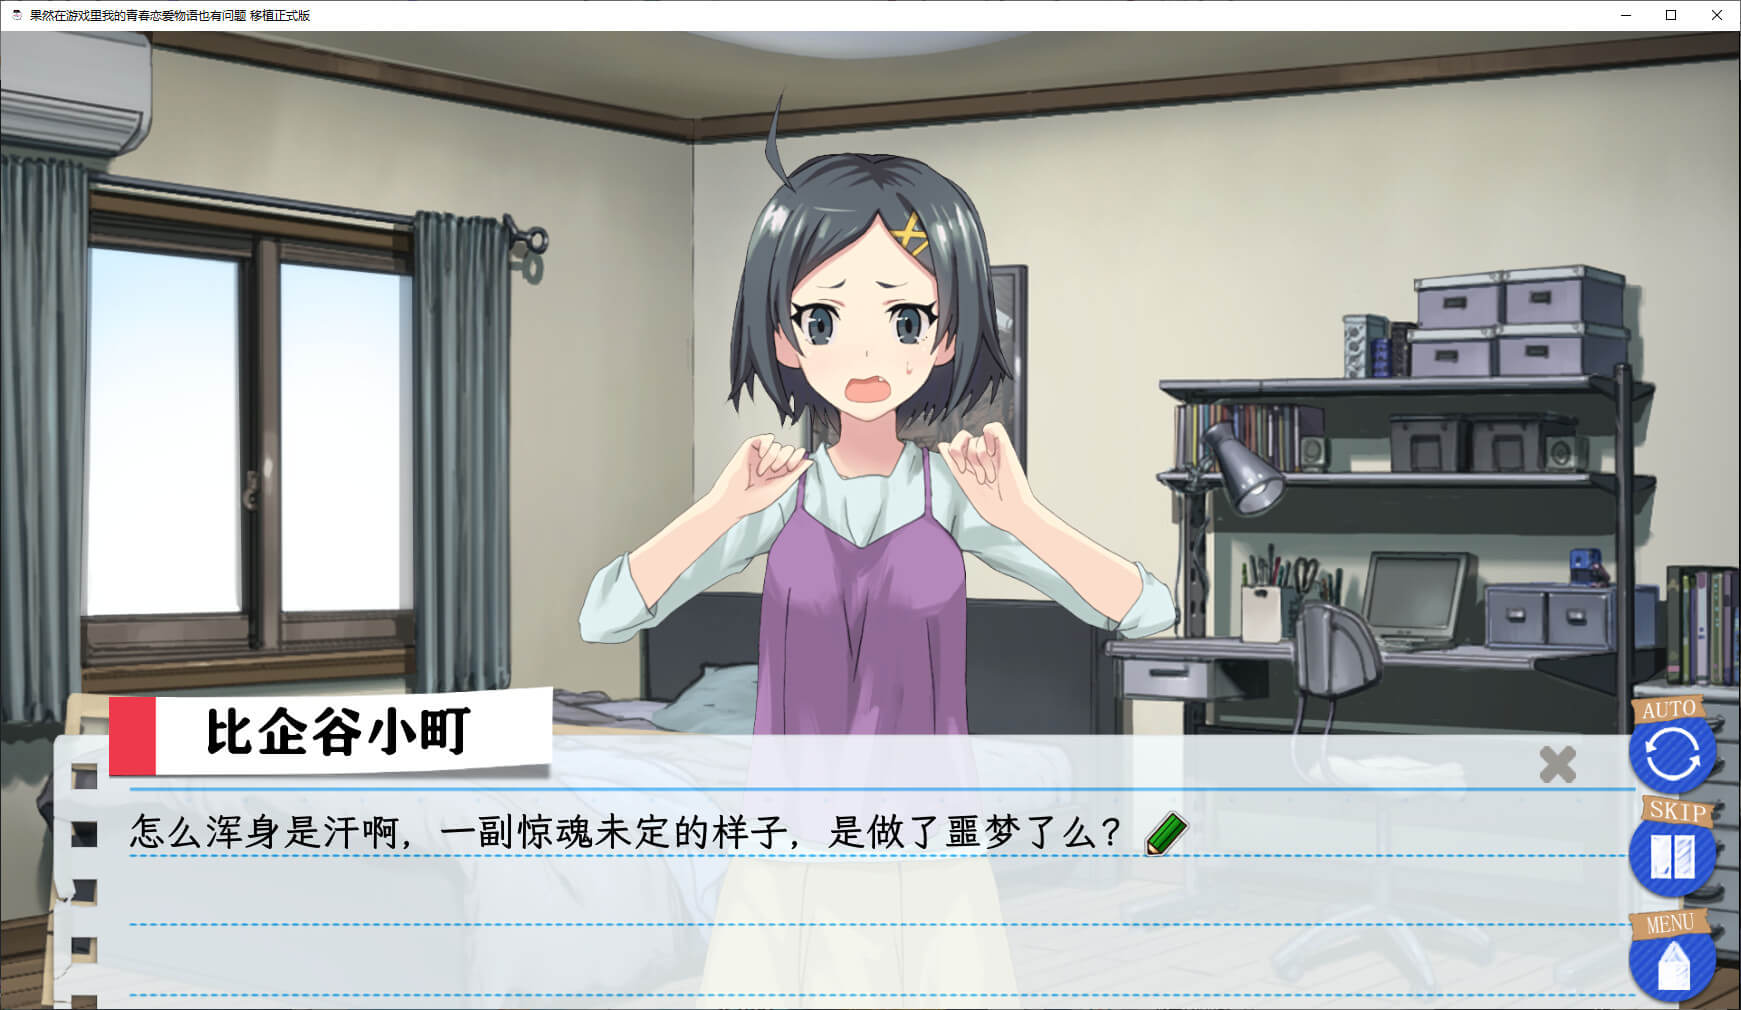 果然在游戏里我的青春恋爱物语也有问题 移植正式版
比企谷小町
怎么浑身是汗啊，一副惊魂未定的样子，是做了噩梦了么？
AUTO
SKIP
MENU